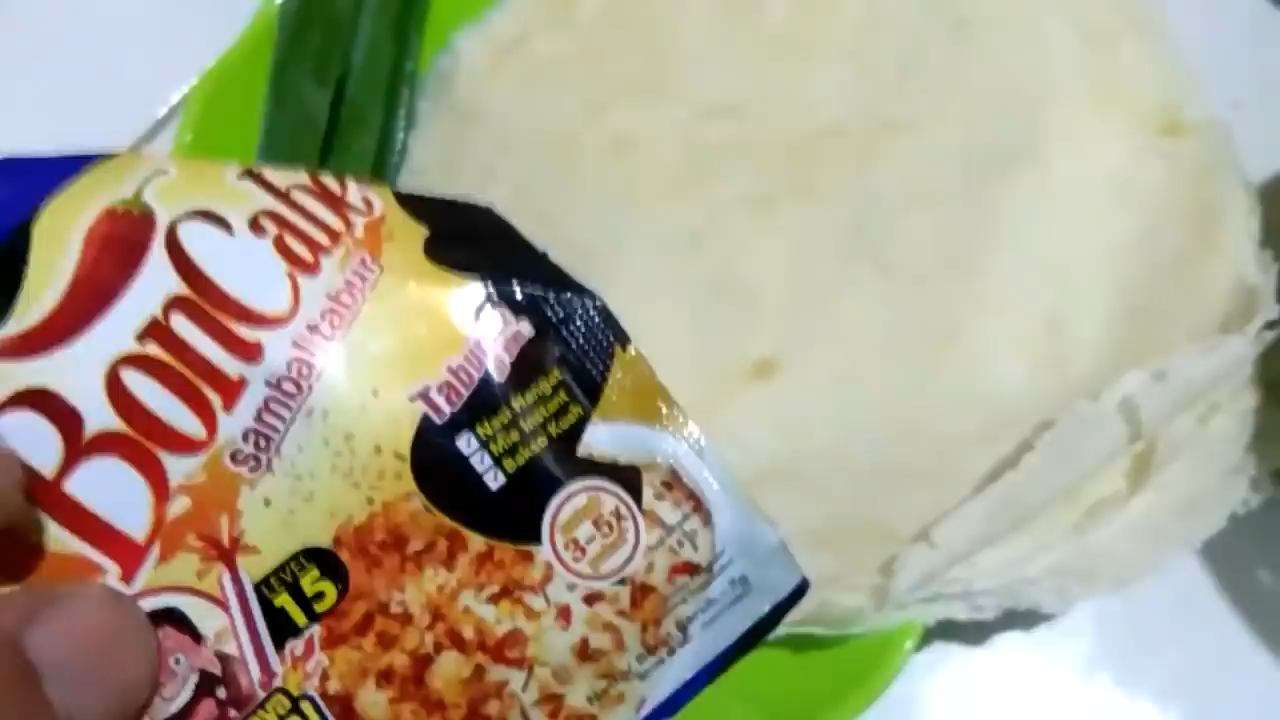 BonCabe
sambal tabur
Tabur
Nasi Hangat
Mie Instant
Bakso Kuah
3-5x
LEVEL
15